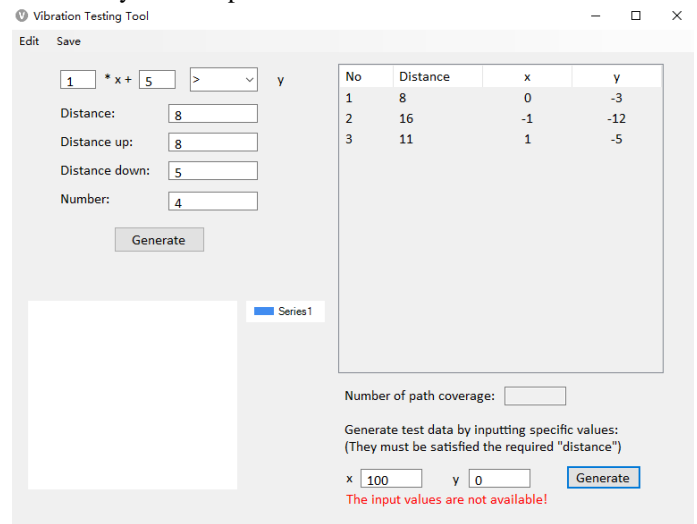 Vibration Testing Tool
Edit Save
1 * x + 5 > y
Distance: 8
Distance up: 8
Distance down: 5
Number: 4
Generate
Series1
No Distance x y
1 8 0 -3
2 16 -1 -12
3 11 1 -5
Number of path coverage:
Generate test data by inputting specific values:
(They must be satisfied the required "distance")
x 100 y 0 Generate
The input values are not available!